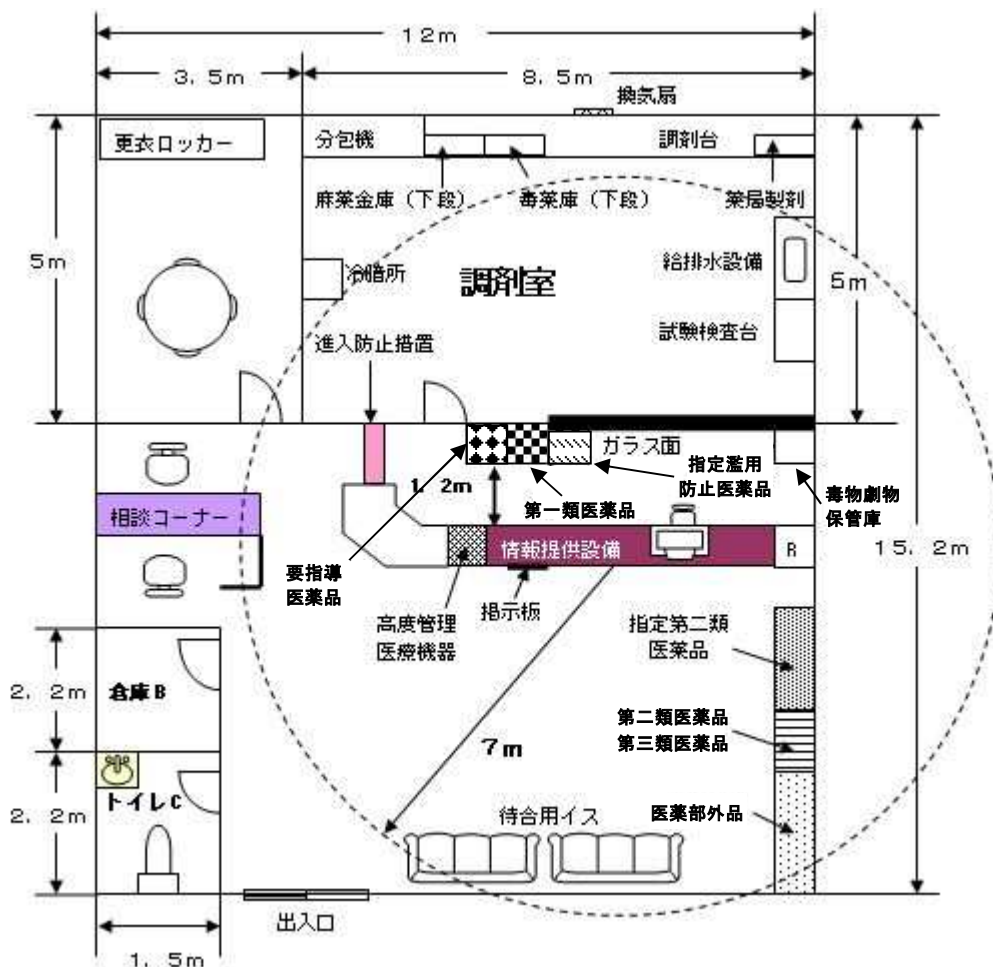 12m
3.5m
8.5m
換気扇
更衣ロッカー
分包機
調剤台
麻薬金庫（下段）
毒薬庫（下段）
薬局製剤
5m
冷暗所
調剤室
給排水設備
5m
進入防止措置
試験検査台
ガラス面
指定濫用
防止医薬品
1.2m
第一類医薬品
毒物劇物
保管庫
相談コーナー
情報提供設備
R
15.2m
要指導
医薬品
掲示板
高度管理
医療機器
指定第二類
医薬品
2.2m
倉庫B
第二類医薬品
第三類医薬品
7m
2.2m
トイレC
待合用イス
医薬部外品
出入口
1.5m